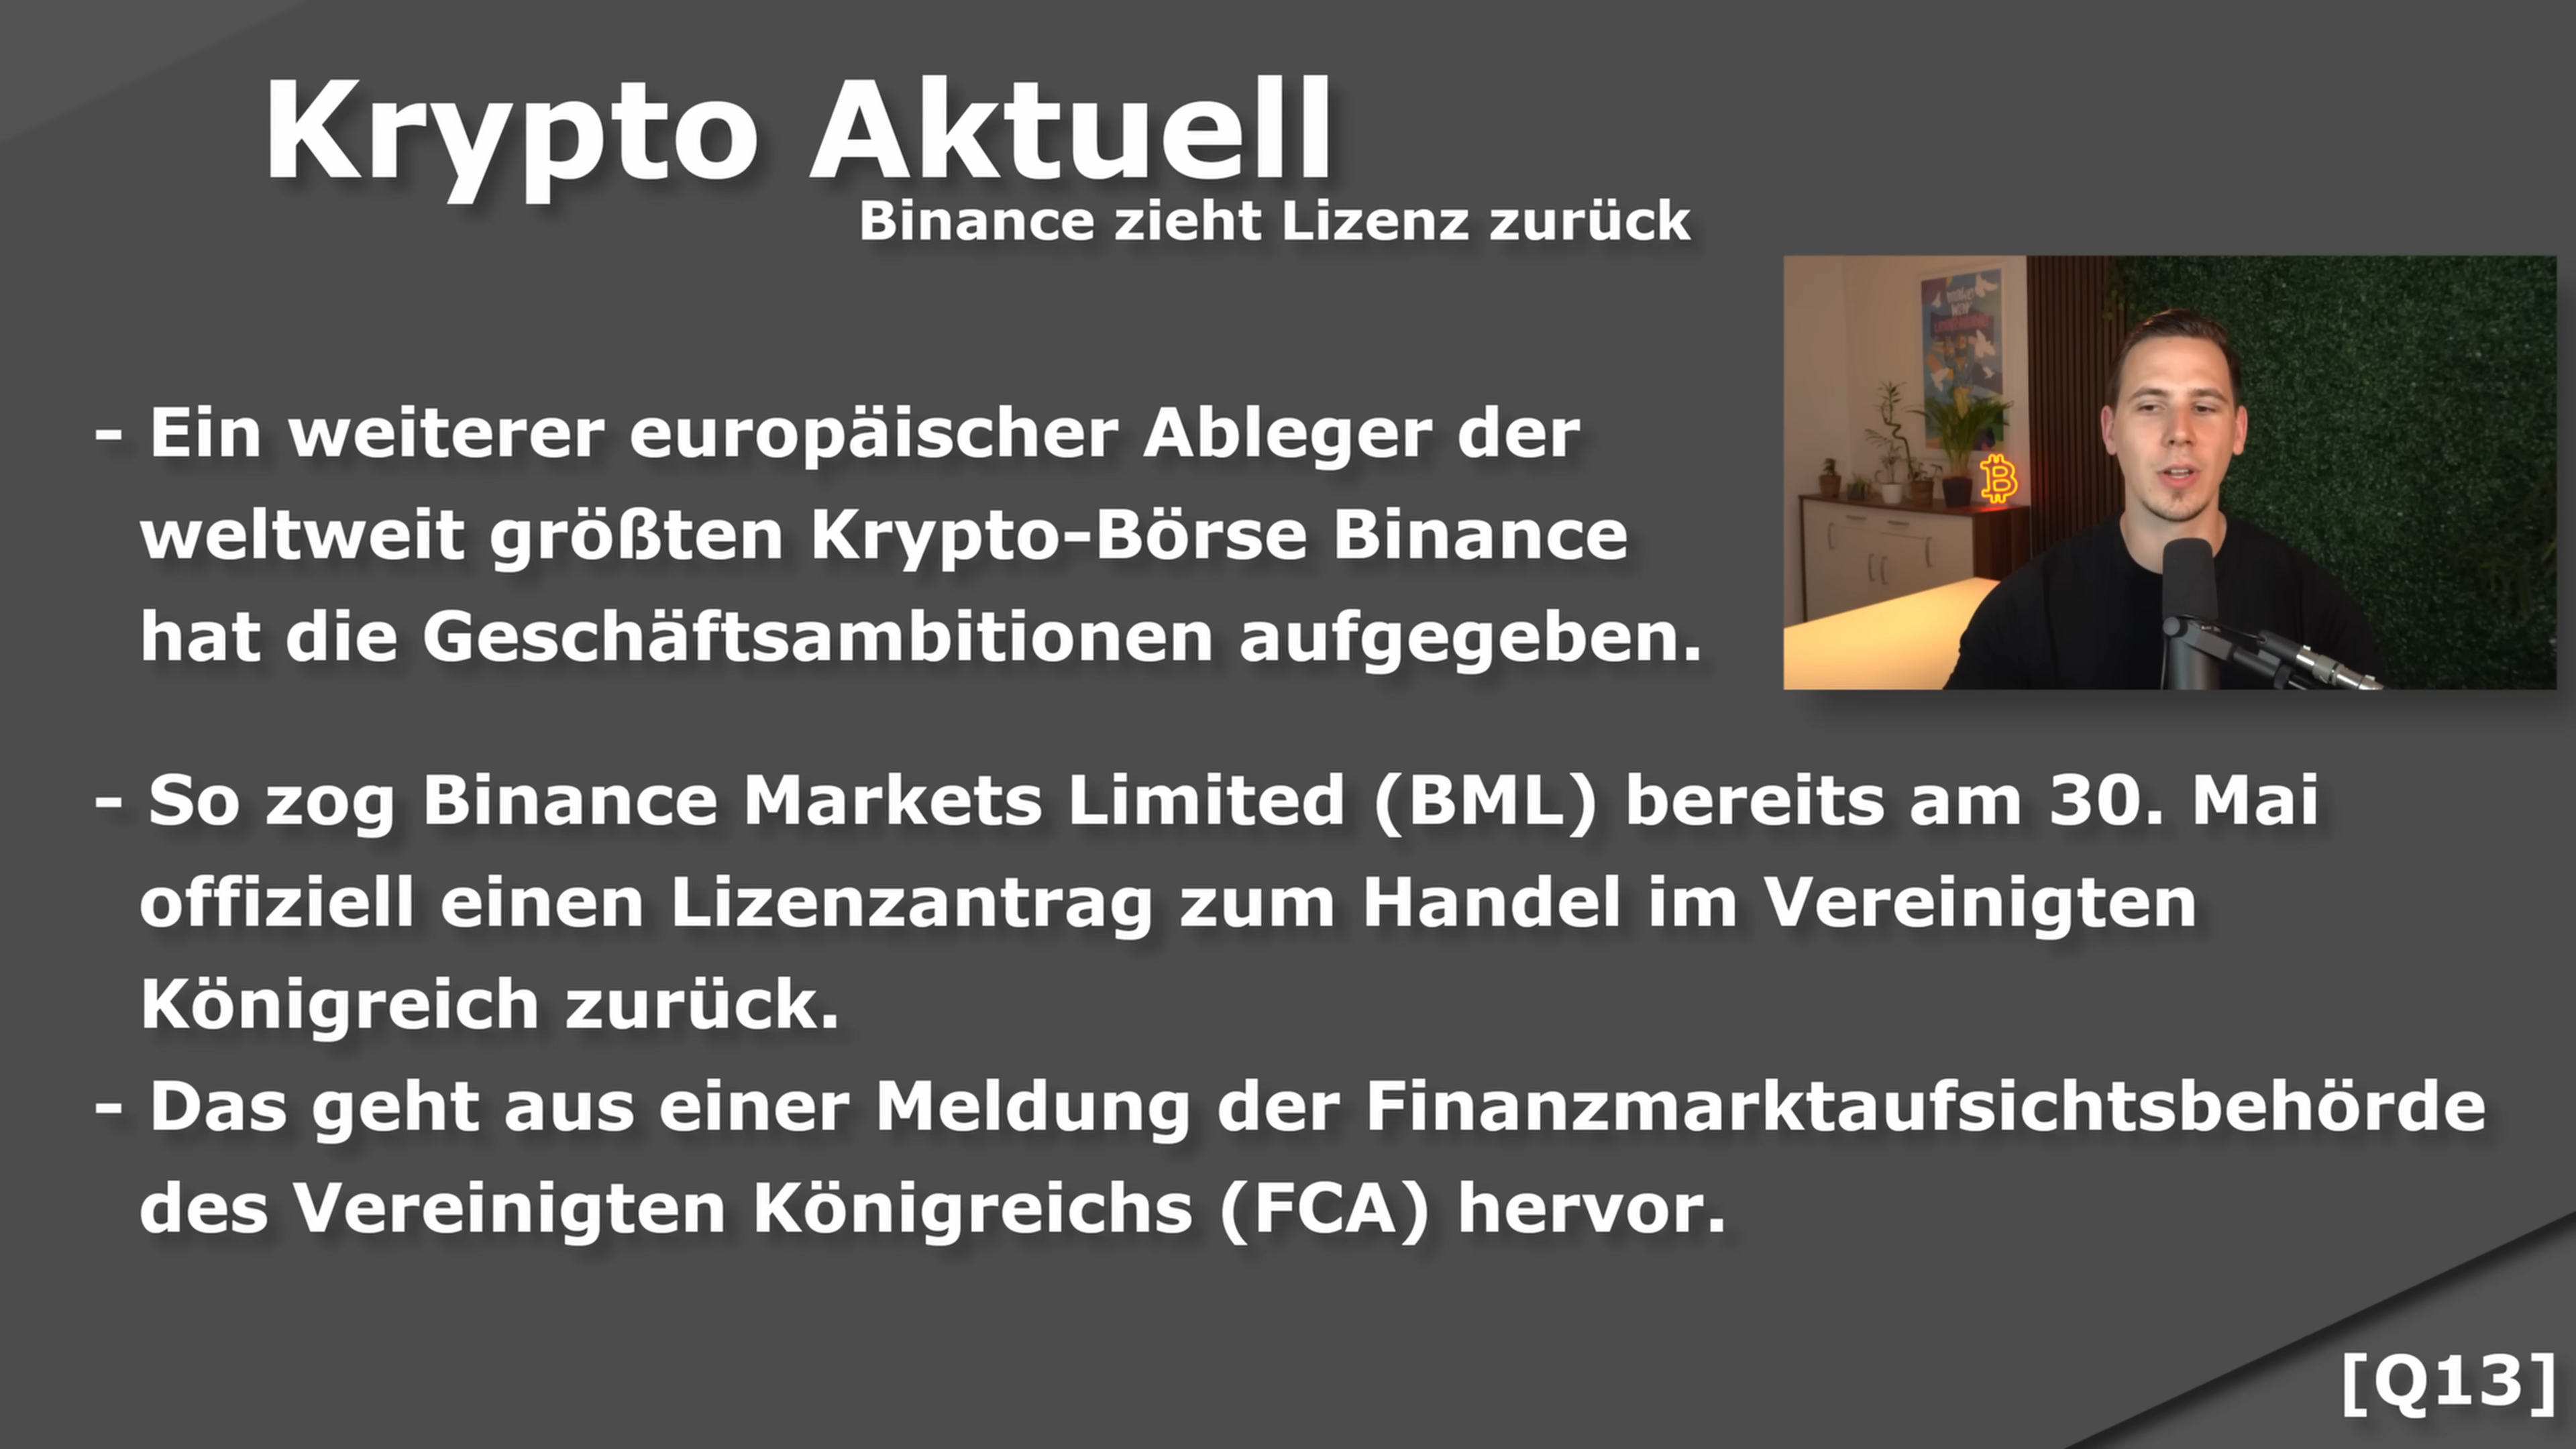 Krypto Aktuell
Binance zieht Lizenz zurück
- Ein weiterer europäischer Ableger der
weltweit größten Krypto-Börse Binance
hat die Geschäftsambitionen aufgegeben.
- So zog Binance Markets Limited (BML) bereits am 30. Mai
offiziell einen Lizenzantrag zum Handel im Vereinigten
Königreich zurück.
- Das geht aus einer Meldung der Finanzmarktaufsichtsbehörde
des Vereinigten Königreichs (FCA) hervor.
[Q13]